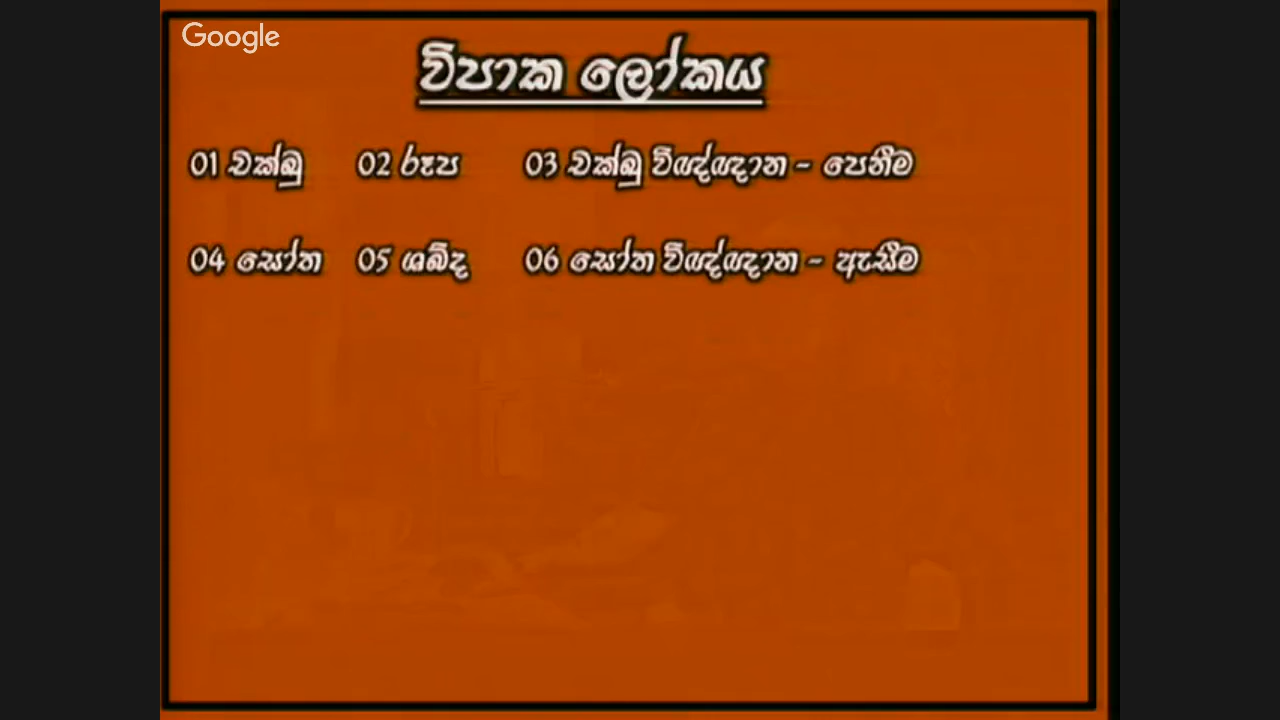 Google
විපාක ලෝකය
01 චක්ඛු 02 රූප 03 චක්ඛු විඥ්ඥාන - පෙනීම
04 සෝත 05 ශබ්ද 06 සෝත විඥ්ඥාන - ඇසීම